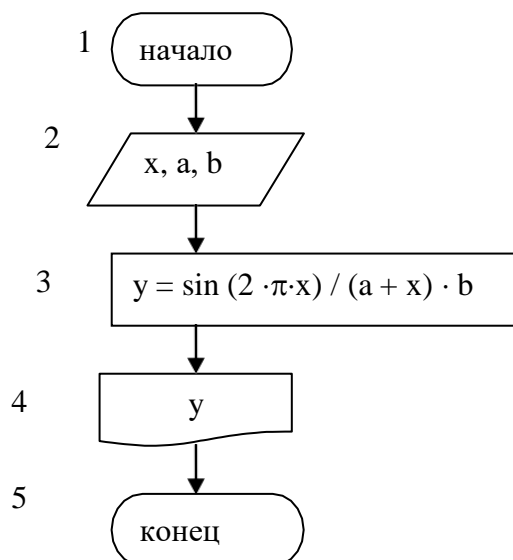 1 начало
2 x, a, b
3 y = sin (2 ·π·x) / (a + x) · b
4 y
5 конец